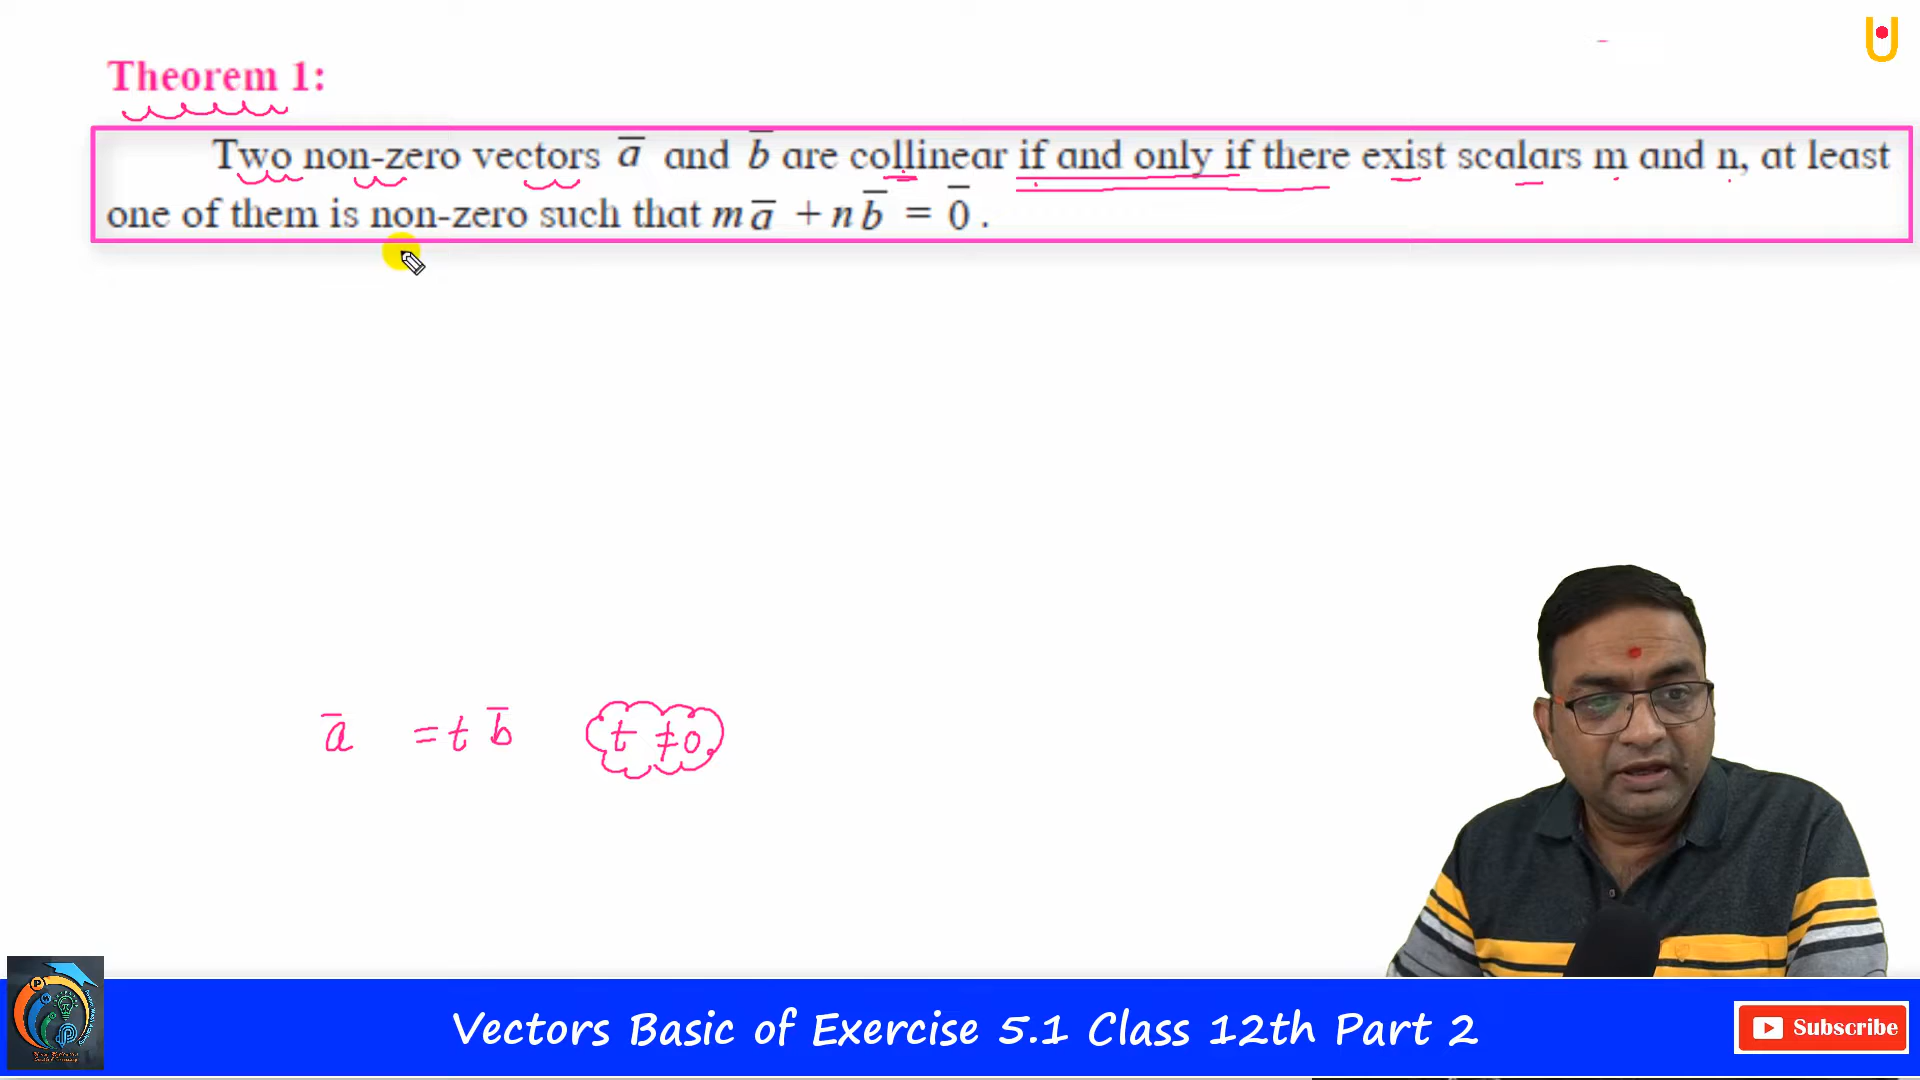 Theorem 1:
Two non-zero vectors a̅ and b̅ are collinear if and only if there exist scalars m and n, at least
one of them is non-zero such that m a̅ + n b̅ = 0̅ .
a̅ = t b̅ t ≠ 0
Vectors Basic of Exercise 5.1 Class 12th Part 2
Subscribe